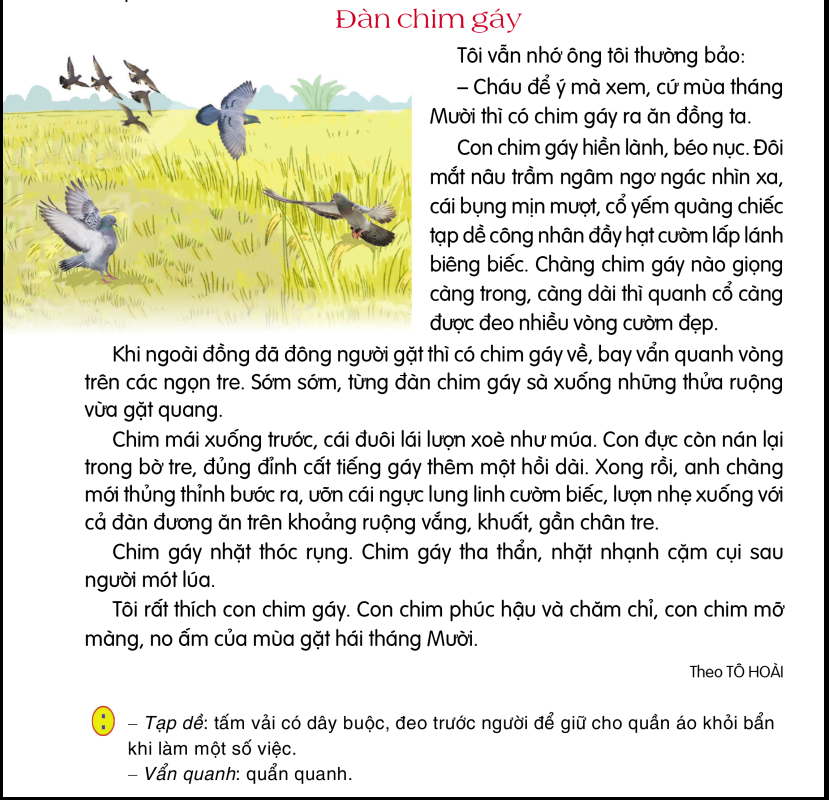 Đàn chim gáy
Tôi vẫn nhớ ông tôi thường bảo:
– Cháu để ý mà xem, cứ mùa tháng
Mười thì có chim gáy ra ăn đồng ta.
Con chim gáy hiền lành, béo nục. Đôi
mắt nâu trầm ngâm ngơ ngác nhìn xa,
cái bụng mịn mượt, cổ yếm quàng chiếc
tạp dề công nhân đầy hạt cườm lấp lánh
biêng biếc. Chàng chim gáy nào giọng
càng trong, càng dài thì quanh cổ càng
được đeo nhiều vòng cườm đẹp.
Khi ngoài đồng đã đông người gặt thì có chim gáy về, bay vẩn quanh vòng
trên các ngọn tre. Sớm sớm, từng đàn chim gáy sà xuống những thửa ruộng
vừa gặt quang.
Chim mái xuống trước, cái đuôi lái lượn xoè như múa. Con đực còn nán lại
trong bờ tre, đủng đỉnh cất tiếng gáy thêm một hồi dài. Xong rồi, anh chàng
mới thủng thỉnh bước ra, ưỡn cái ngực lung linh cườm biếc, lượn nhẹ xuống với
cả đàn đương ăn trên khoảng ruộng vắng, khuất, gần chân tre.
Chim gáy nhặt thóc rụng. Chim gáy tha thẩn, nhặt nhạnh cặm cụi sau
người mót lúa.
Tôi rất thích con chim gáy. Con chim phúc hậu và chăm chỉ, con chim mỡ
màng, no ấm của mùa gặt hái tháng Mười.
Theo TÔ HOÀI
– Tạp dề: tấm vải có dây buộc, đeo trước người để giữ cho quần áo khỏi bẩn
khi làm một số việc.
– Vẩn quanh: quẩn quanh.